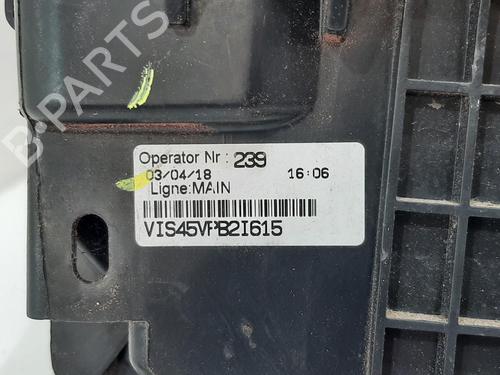 B-PARTS
Operator Nr : 239
03/04/18 16:06
Ligne:MAIN
VIS45VPB2I615